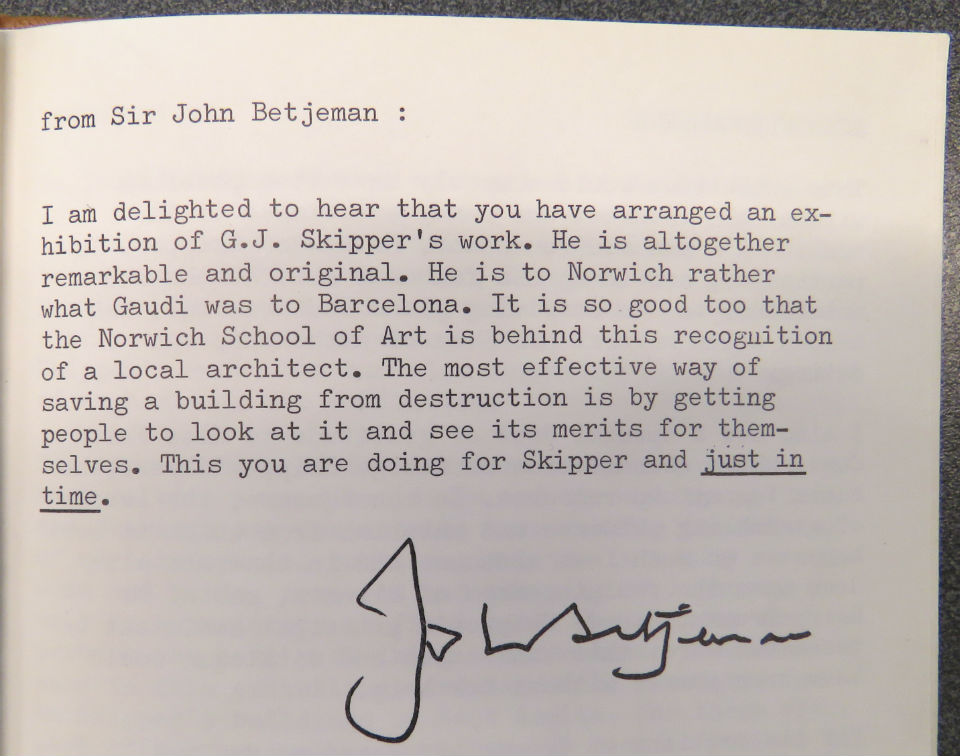 from Sir John Betjeman :
I am delighted to hear that you have arranged an ex-
hibition of G.J. Skipper's work. He is altogether
remarkable and original. He is to Norwich rather
what Gaudi was to Barcelona. It is so good too that
the Norwich School of Art is behind this recognition
of a local architect. The most effective way of
saving a building from destruction is by getting
people to look at it and see its merits for them-
selves. This you are doing for Skipper and just in
time.
John Betjeman